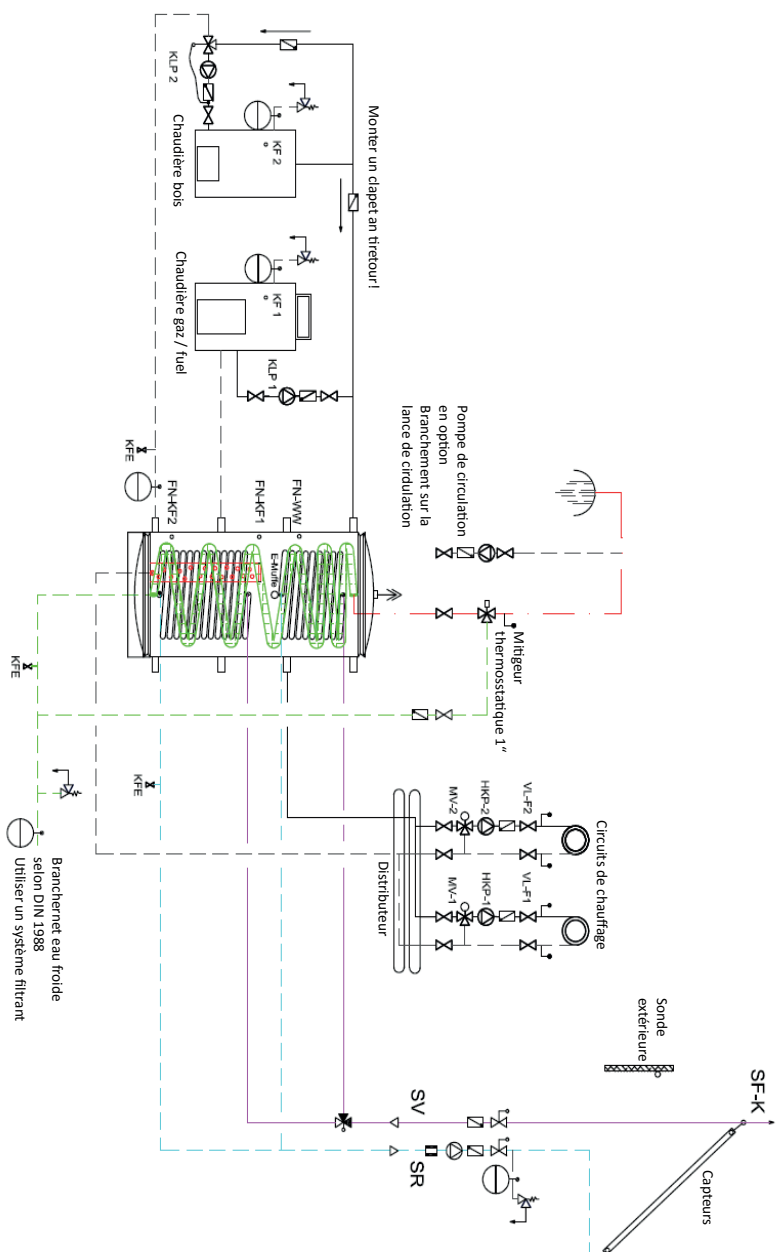 KLP 2
Chaudière bois
KF 2
Monter un clapet an tiretour!
Chaudière gaz / fuel
KF 1
KLP 1
Pompe de circulation
en option
Branchement sur la
lance de cirdulation
KFE
FN-KF2
FN-KF1
FN-WW
E-Muffe
Mitigeur
thermosstatique 1“
KFE
KFE
Branchernet eau froide
selon DIN 1988
Utiliser un système filtrant
Circuits de chauffage
VL-F2
HKP-2
MV-2
VL-F1
HKP-1
MV-1
Distributeur
Sonde
extérieure
SF-K
Capteurs
SV
SR